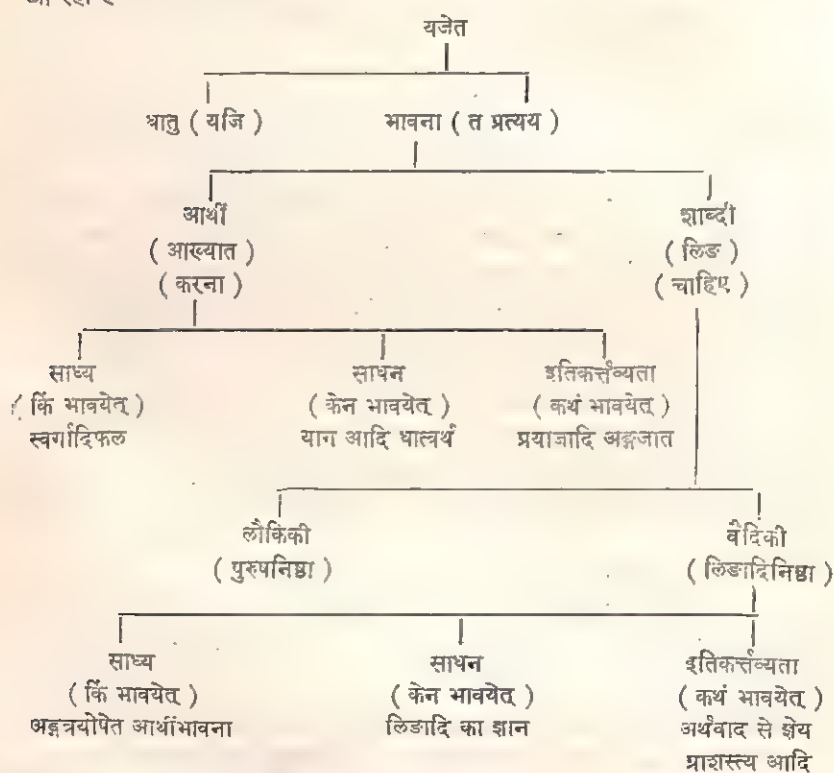 यजेत
धातु ( यजि ) भावना ( त प्रत्यय )
आर्थी शाब्दी
( आख्यात ) ( लिङ )
( करना ) ( चाहिए )
साध्य साधन इतिकर्त्तव्यता
( किं भावयेत् ) ( केन भावयेत् ) ( कथं भावयेत् )
स्वर्गादिफल याग आदि धात्वर्थ प्रयाजादि अङ्गजात
लौकिकी वैदिकी
( पुरुषनिष्ठा ) ( लिङादिनिष्ठा )
साध्य साधन इतिकर्त्तव्यता
( किं भावयेत् ) ( केन भावयेत् ) ( कथं भावयेत् )
अङ्गत्रयोपेत आर्थीभावना लिङादि का ज्ञान अर्थवाद से ज्ञेय
प्राशस्त्य आदि